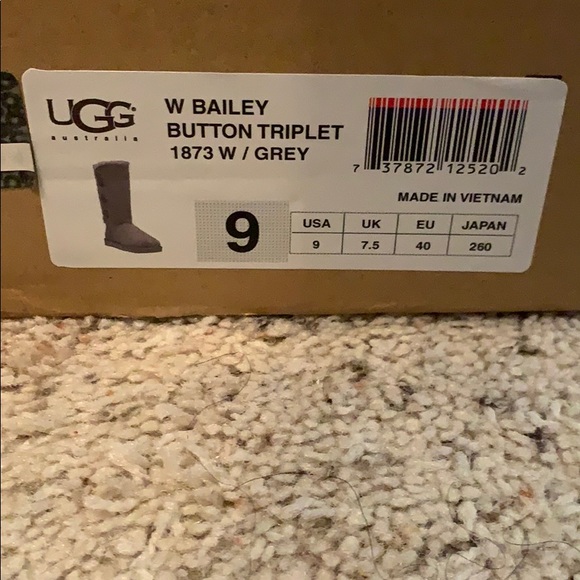 UGG
australia
W BAILEY
BUTTON TRIPLET
1873 W / GREY
7 37872 12520 2
MADE IN VIETNAM
9
USA UK EU JAPAN
9 7.5 40 260